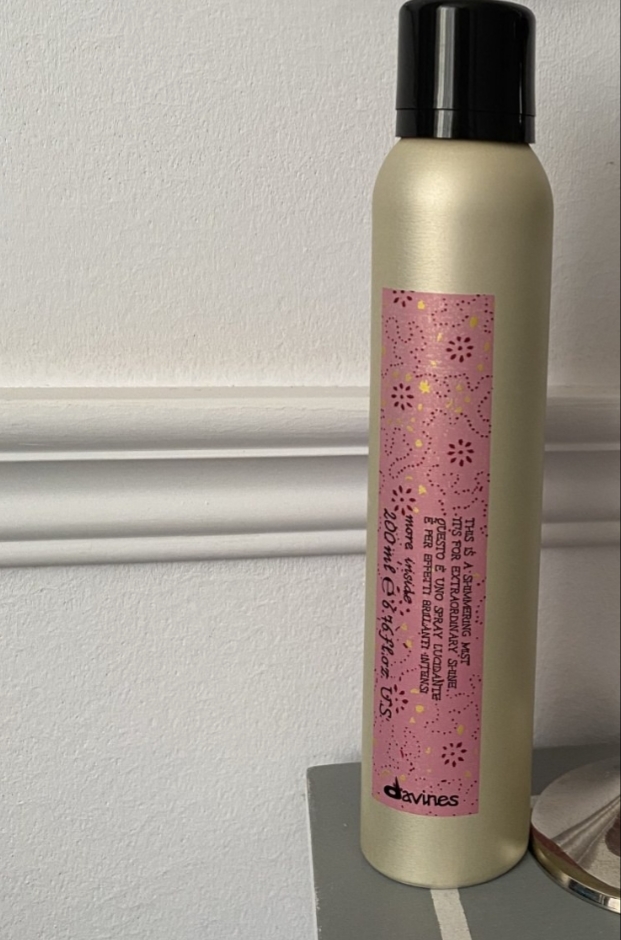 THIS IS A SHIMMERING MIST
IT'S FOR EXTRAORDINARY SHINE.
QUESTO È UNO SPRAY LUCIDANTE
È PER EFFETTI BRILLANTI INTENSI
more inside.
200 ml ℮ 6.76 fl.oz. U.S.
davines